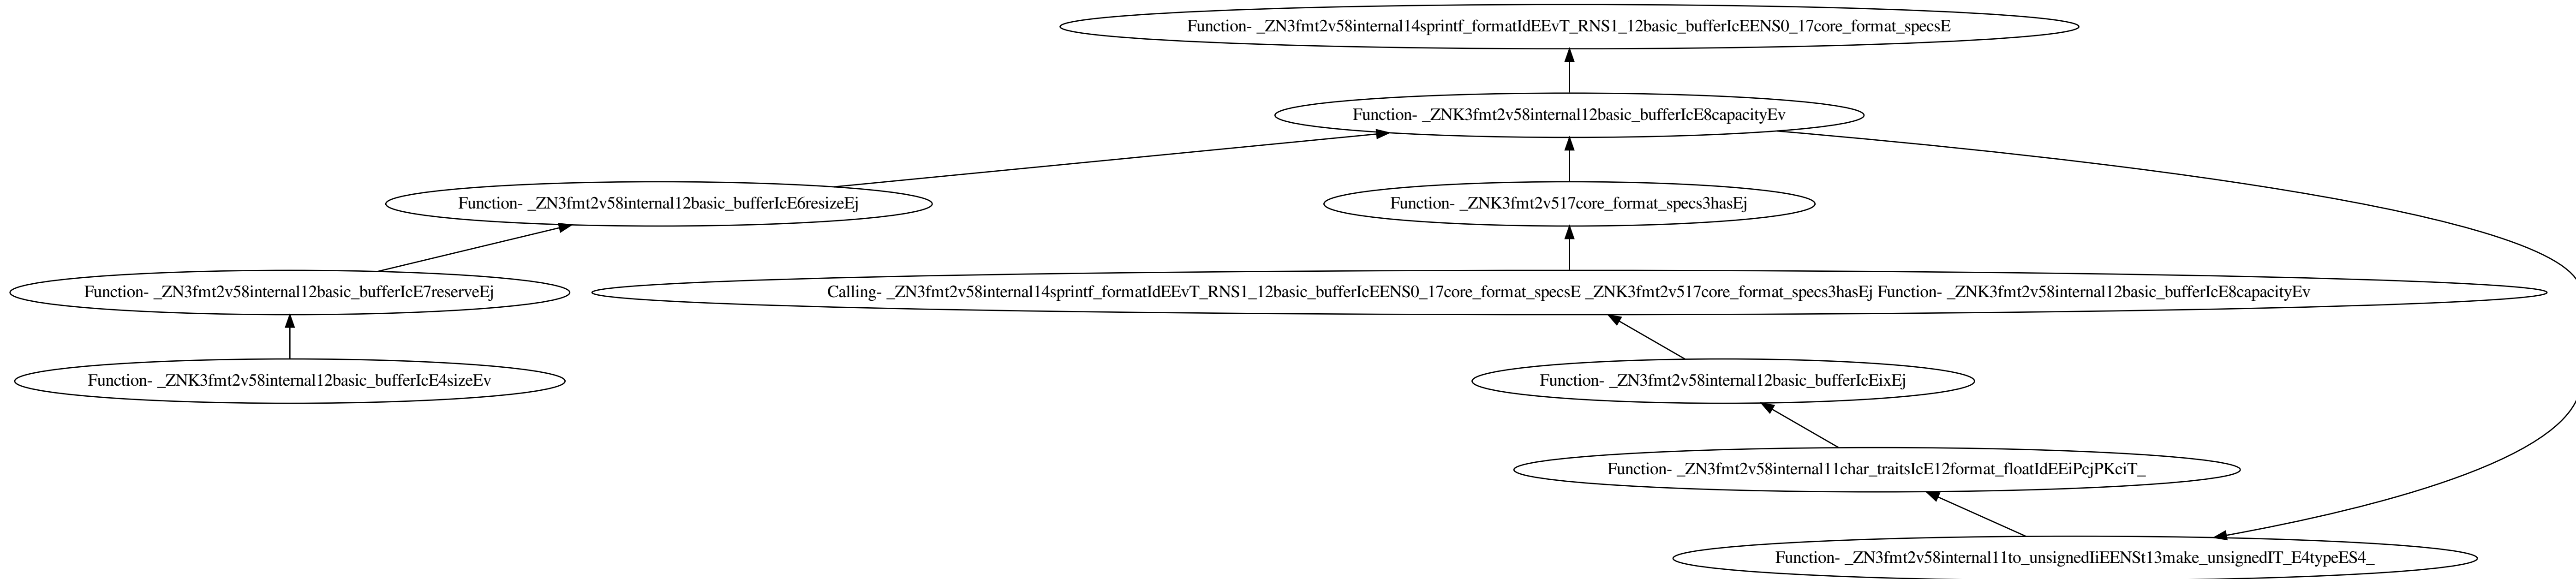 Function- _ZN3fmt2v58internal14sprintf_formatIdEEvT_RNS1_12basic_bufferIcEENS0_17core_format_specsE
Function- _ZNK3fmt2v58internal12basic_bufferIcE8capacityEv
Function- _ZN3fmt2v58internal12basic_bufferIcE6resizeEj
Function- _ZNK3fmt2v517core_format_specs3hasEj
Function- _ZN3fmt2v58internal12basic_bufferIcE7reserveEj
Calling- _ZN3fmt2v58internal14sprintf_formatIdEEvT_RNS1_12basic_bufferIcEENS0_17core_format_specsE _ZNK3fmt2v517core_format_specs3hasEj Function- _ZNK3fmt2v58internal12basic_bufferIcE8capacityEv
Function- _ZNK3fmt2v58internal12basic_bufferIcE4sizeEv
Function- _ZN3fmt2v58internal12basic_bufferIcEixEj
Function- _ZN3fmt2v58internal11char_traitsIcE12format_floatIdEEiPcjPKciT_
Function- _ZN3fmt2v58internal11to_unsignedIiEENSt13make_unsignedIT_E4typeES4_